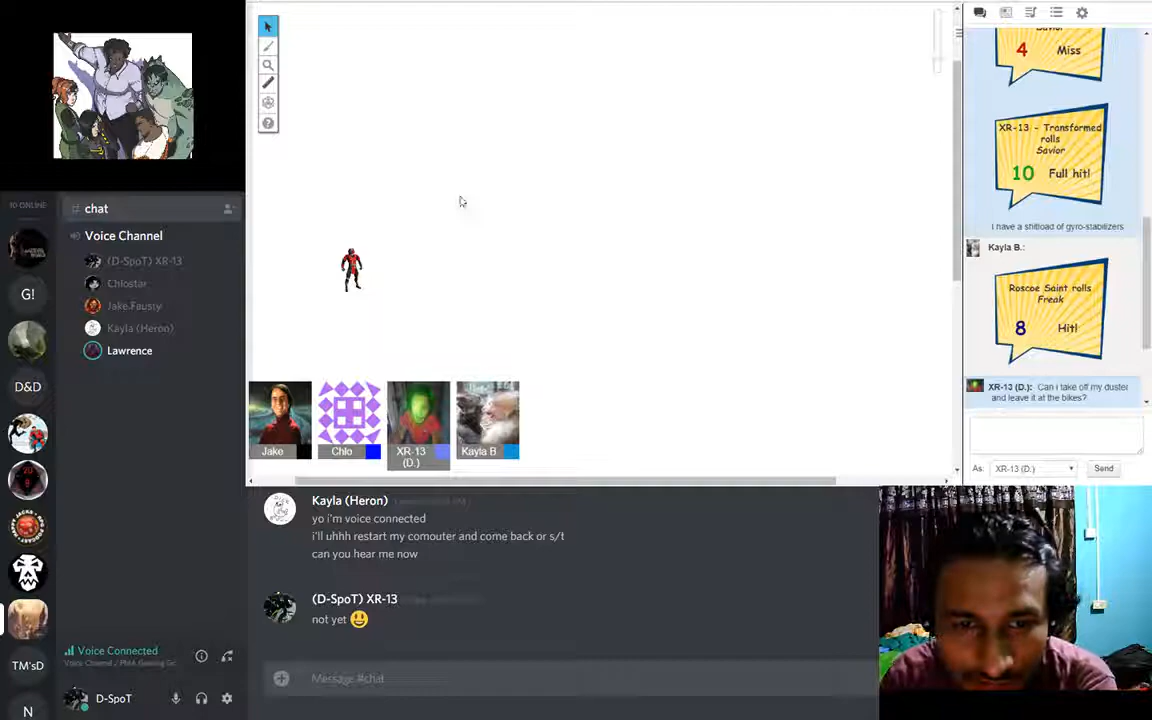 10 ONLINE
G!
D&D
TM'sD
N
# chat
Voice Channel
(D-SpoT) XR-13
Chlostar
Jake Fausty
Kayla (Heron)
Lawrence
Voice Connected
D-SpoT
Jake
Chlo
XR-13
(D.)
Kayla B
Kayla (Heron)
yo i'm voice connected
i'll uhhh restart my comouter and come back or s/t
can you hear me now
(D-SpoT) XR-13
not yet 😃
Message #chat
Savior
4 Miss
XR-13 - Transformed
rolls
Savior
10 Full hit!
I have a shitload of gyro-stabilizers
Kayla B.:
Roscoe Saint rolls
Freak
8 Hit!
XR-13 (D.): Can i take off my duster
and leave it at the bikes?
As: XR-13 (D.) Send